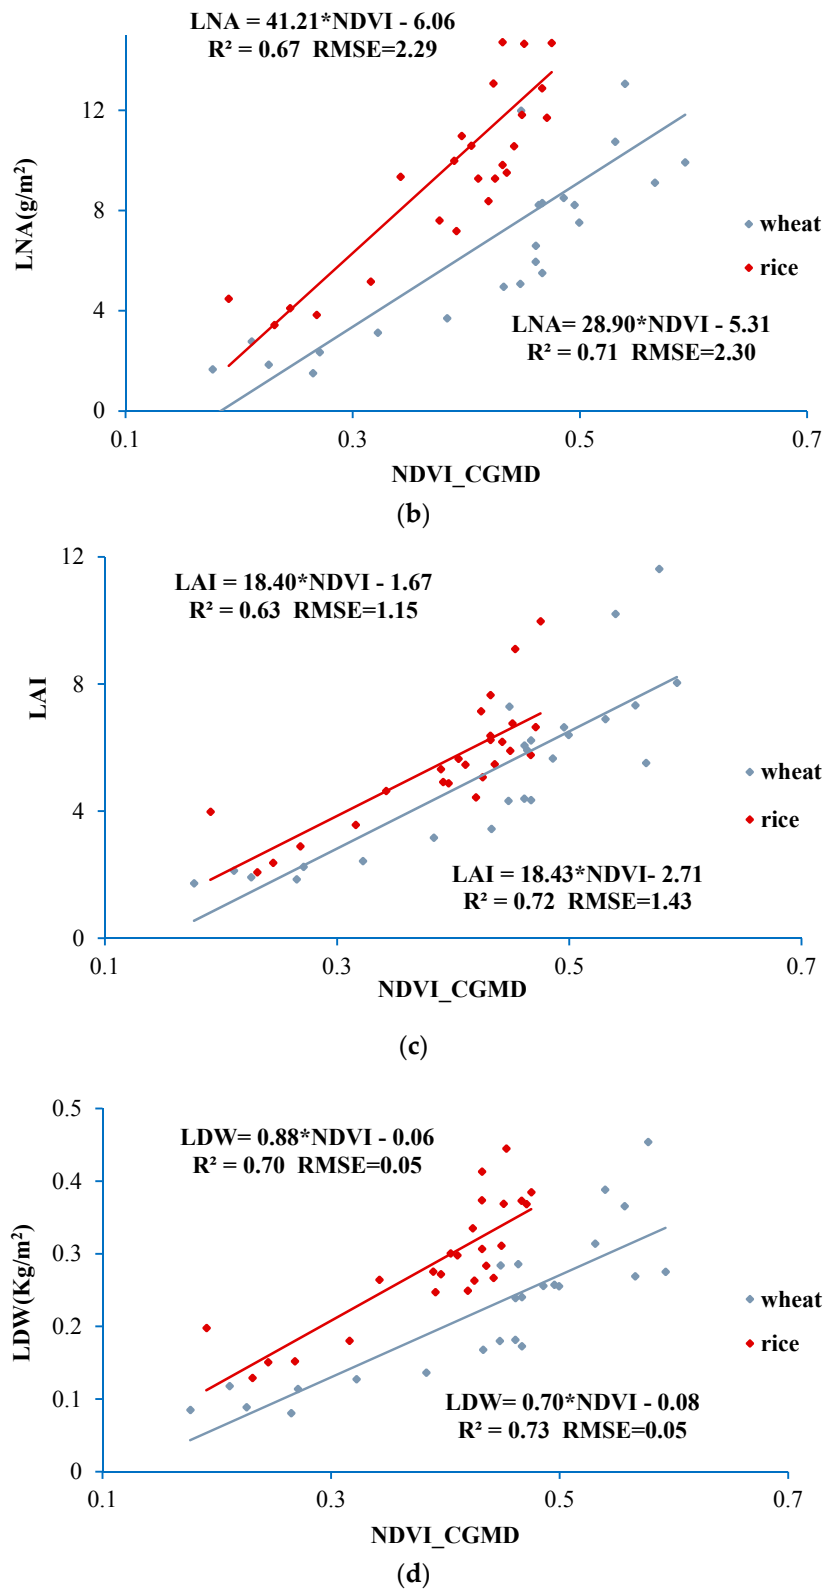 LNA = 41.21*NDVI - 6.06
R² = 0.67 RMSE=2.29
12
8
4
0
LNA(g/m²)
wheat
rice
LNA= 28.90*NDVI - 5.31
R² = 0.71 RMSE=2.30
0.1 0.3 0.5 0.7
NDVI_CGMD
(b)
12
8
4
0
LAI = 18.40*NDVI - 1.67
R² = 0.63 RMSE=1.15
LAI
wheat
rice
LAI = 18.43*NDVI- 2.71
R² = 0.72 RMSE=1.43
0.1 0.3 0.5 0.7
NDVI_CGMD
(c)
0.5
0.4
0.3
0.2
0.1
0
LDW= 0.88*NDVI - 0.06
R² = 0.70 RMSE=0.05
LDW(Kg/m²)
wheat
rice
LDW= 0.70*NDVI - 0.08
R² = 0.73 RMSE=0.05
0.1 0.3 0.5 0.7
NDVI_CGMD
(d)